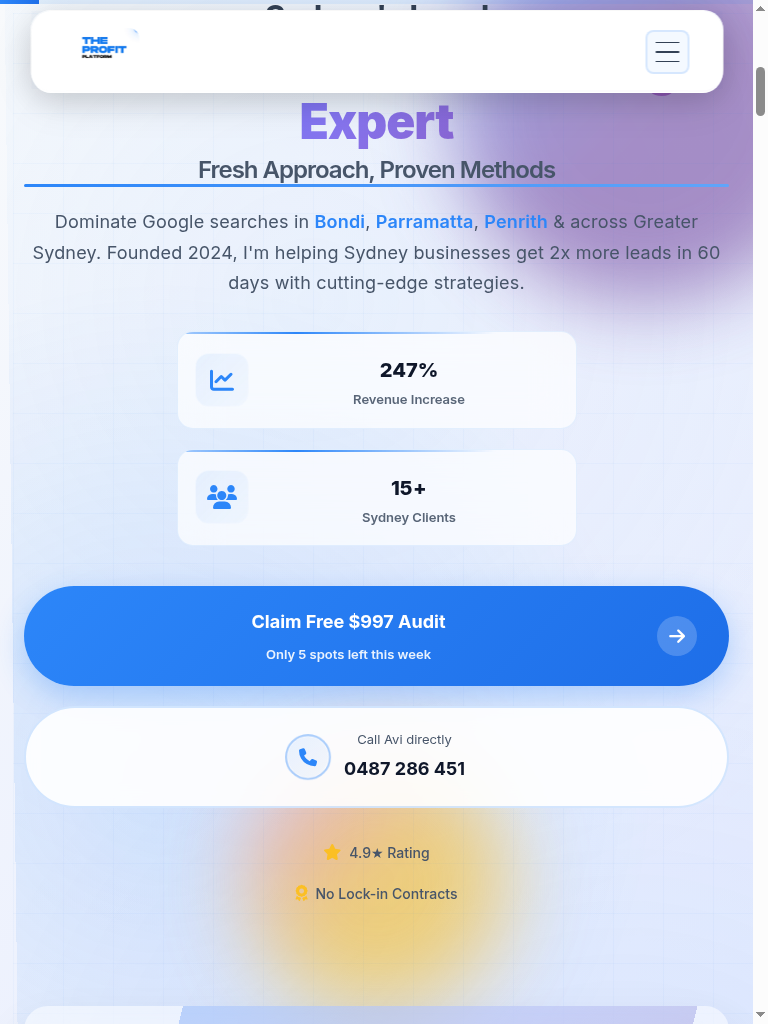 THE
PROFIT
PLATFORM
Expert
Fresh Approach, Proven Methods
Dominate Google searches in Bondi, Parramatta, Penrith & across Greater
Sydney. Founded 2024, I'm helping Sydney businesses get 2x more leads in 60
days with cutting-edge strategies.
247%
Revenue Increase
15+
Sydney Clients
Claim Free $997 Audit
Only 5 spots left this week
Call Avi directly
0487 286 451
4.9★ Rating
No Lock-in Contracts